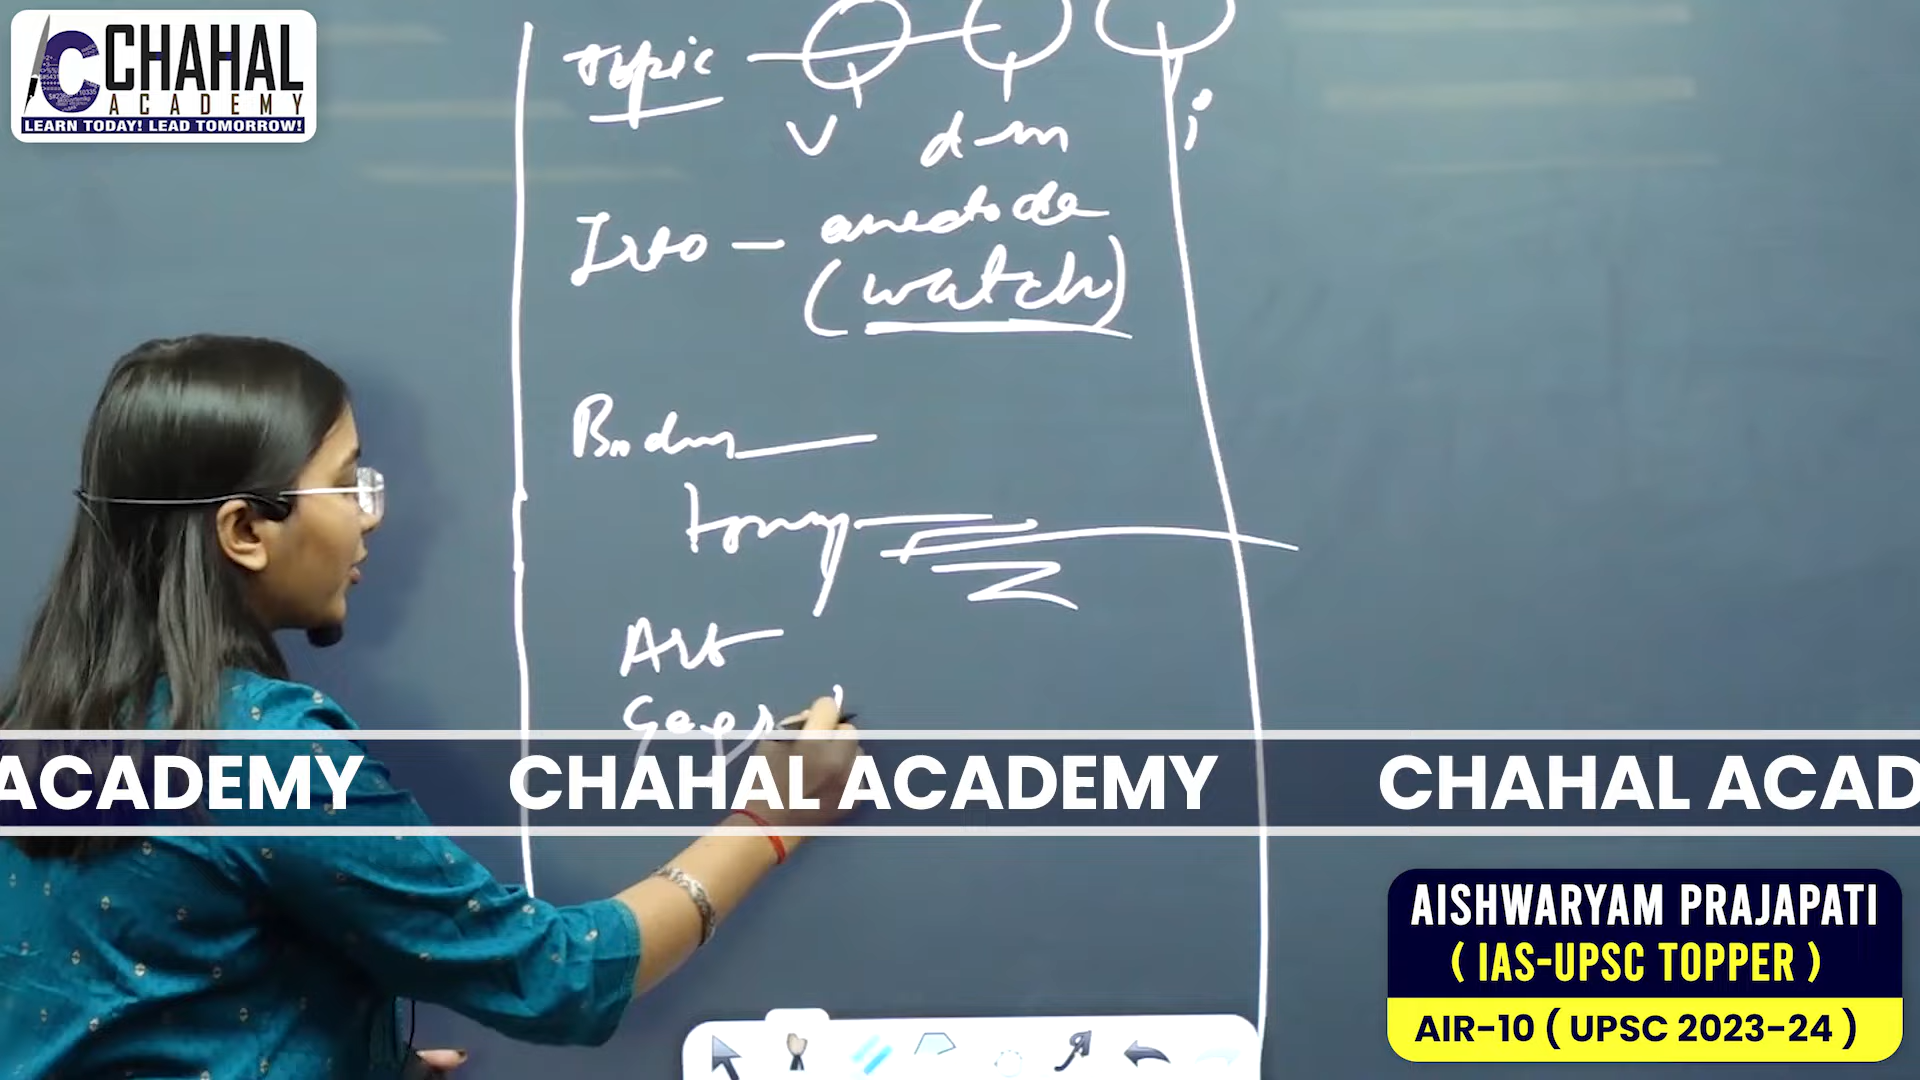 CHAHAL
ACADEMY
LEARN TODAY! LEAD TOMORROW!
topic —
V d-m i
Intro — anectode
(watch)
Body
Art
ACADEMY CHAHAL ACADEMY CHAHAL ACAD
AISHWARYAM PRAJAPATI
( IAS-UPSC TOPPER )
AIR-10 ( UPSC 2023-24 )